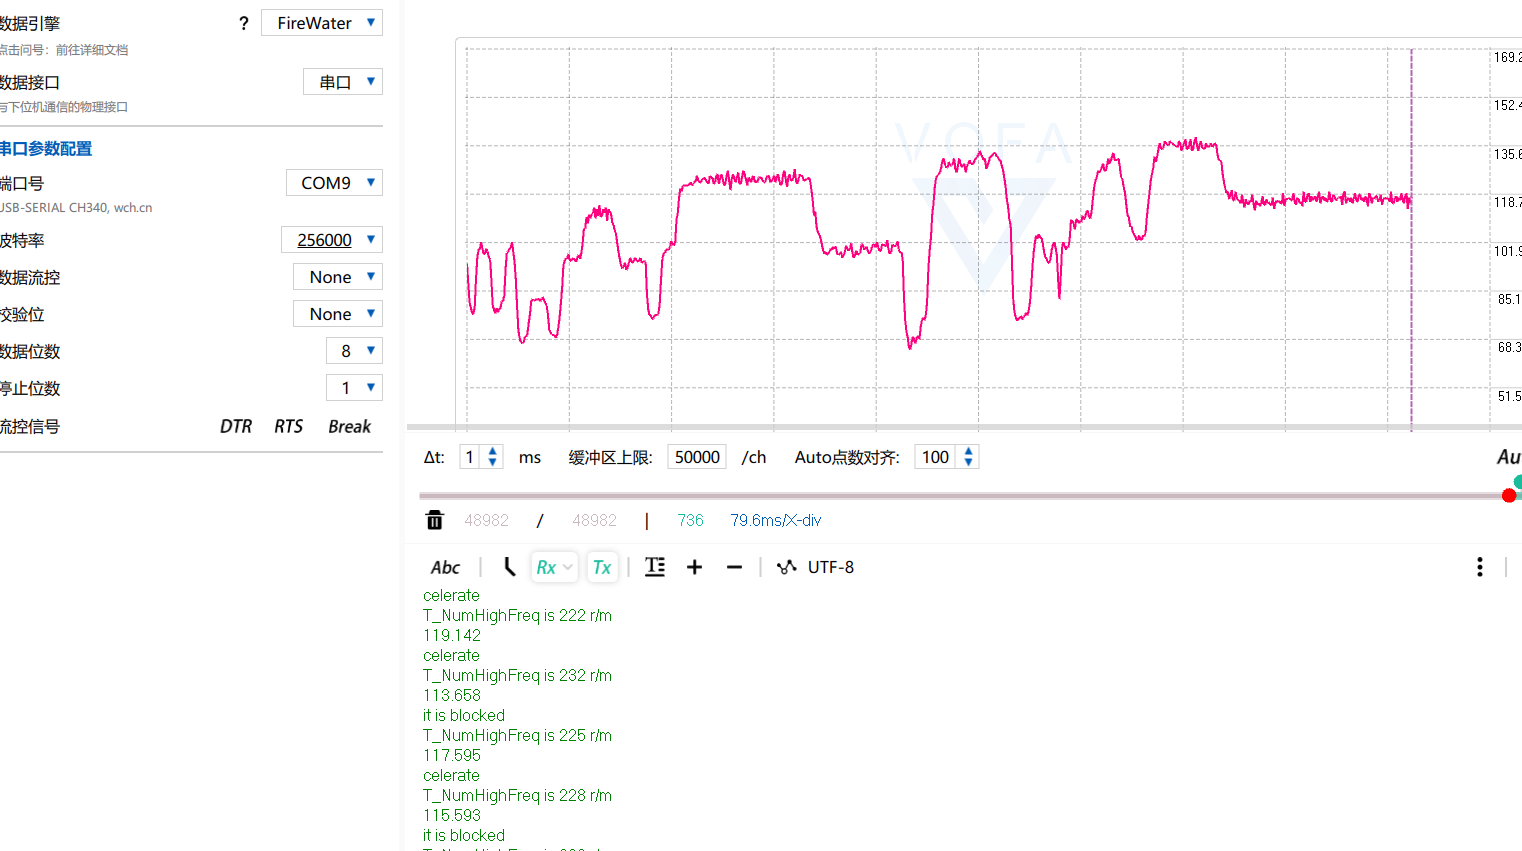 数据引擎 ? FireWater
点击问号：前往详细文档
数据接口 串口
与下位机通信的物理接口
串口参数配置
端口号 COM9
USB-SERIAL CH340, wch.cn
波特率 256000
数据流控 None
校验位 None
数据位数 8
停止位数 1
流控信号 DTR RTS Break
VOFA
169.2
152.4
135.6
118.7
101.9
85.1
68.3
51.5
Δt: 1 ms 缓冲区上限: 50000 /ch Auto点数对齐: 100 Au
48982 / 48982 | 736 79.6ms/X-div
Abc Rx Tx UTF-8
celerate
T_NumHighFreq is 222 r/m
119.142
celerate
T_NumHighFreq is 232 r/m
113.658
it is blocked
T_NumHighFreq is 225 r/m
117.595
celerate
T_NumHighFreq is 228 r/m
115.593
it is blocked